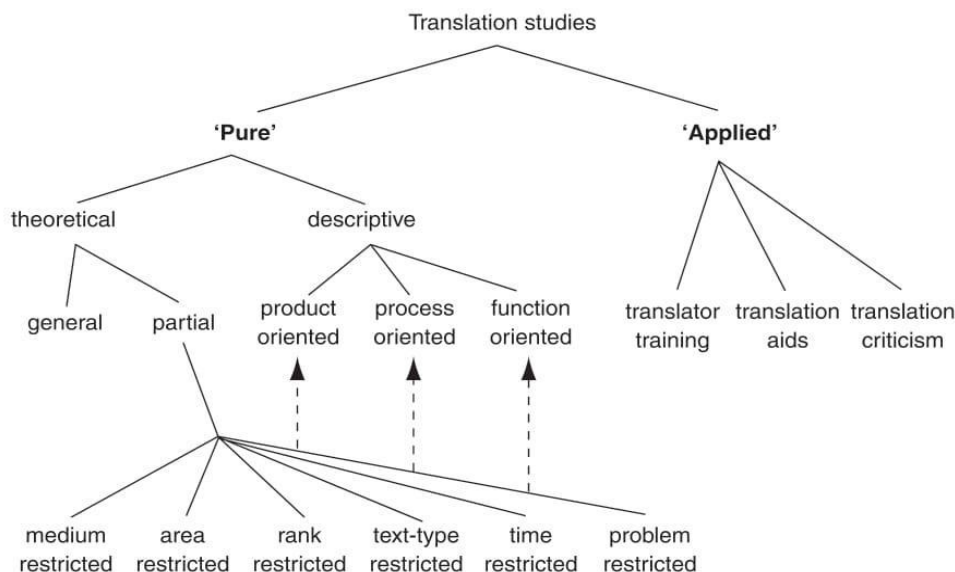 Translation studies
‘Pure’
‘Applied’
theoretical
descriptive
general
partial
product
oriented
process
oriented
function
oriented
translator
training
translation
aids
translation
criticism
medium
restricted
area
restricted
rank
restricted
text-type
restricted
time
restricted
problem
restricted